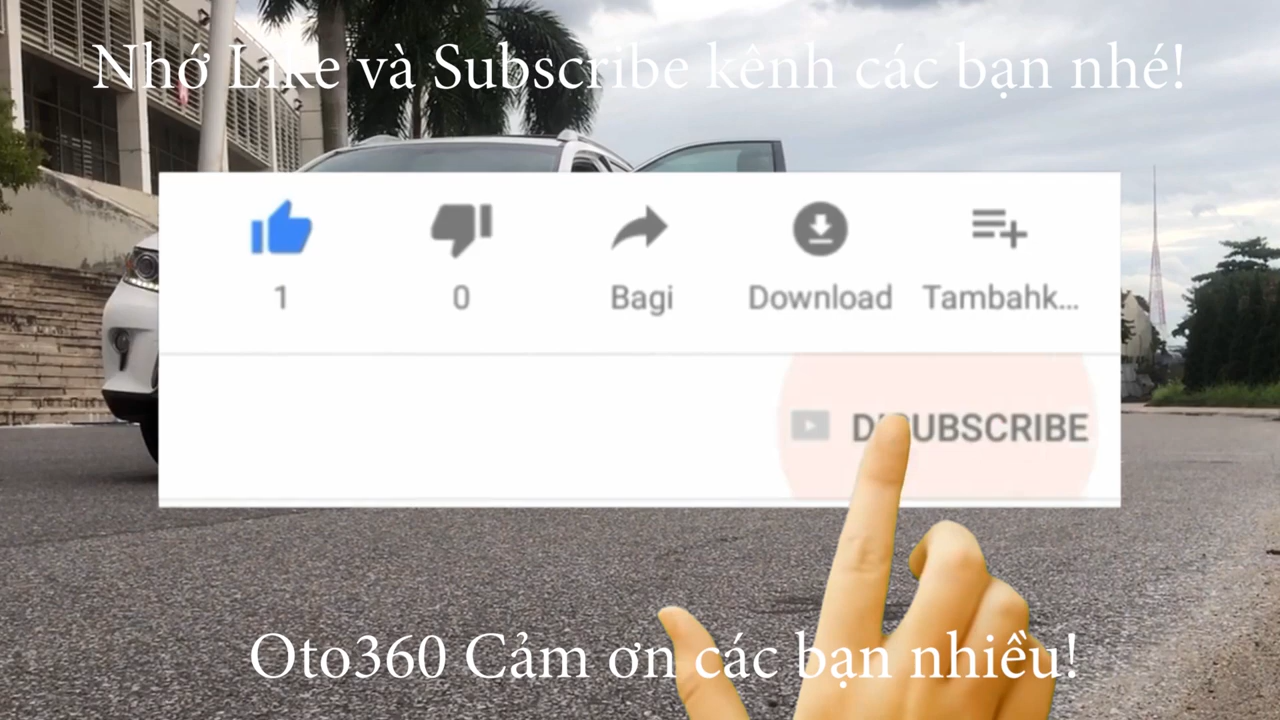 Nhớ Like và Subscribe kênh các bạn nhé!
1 0 Bagi Download Tambahk...
Oto360 Cảm ơn các bạn nhiều!